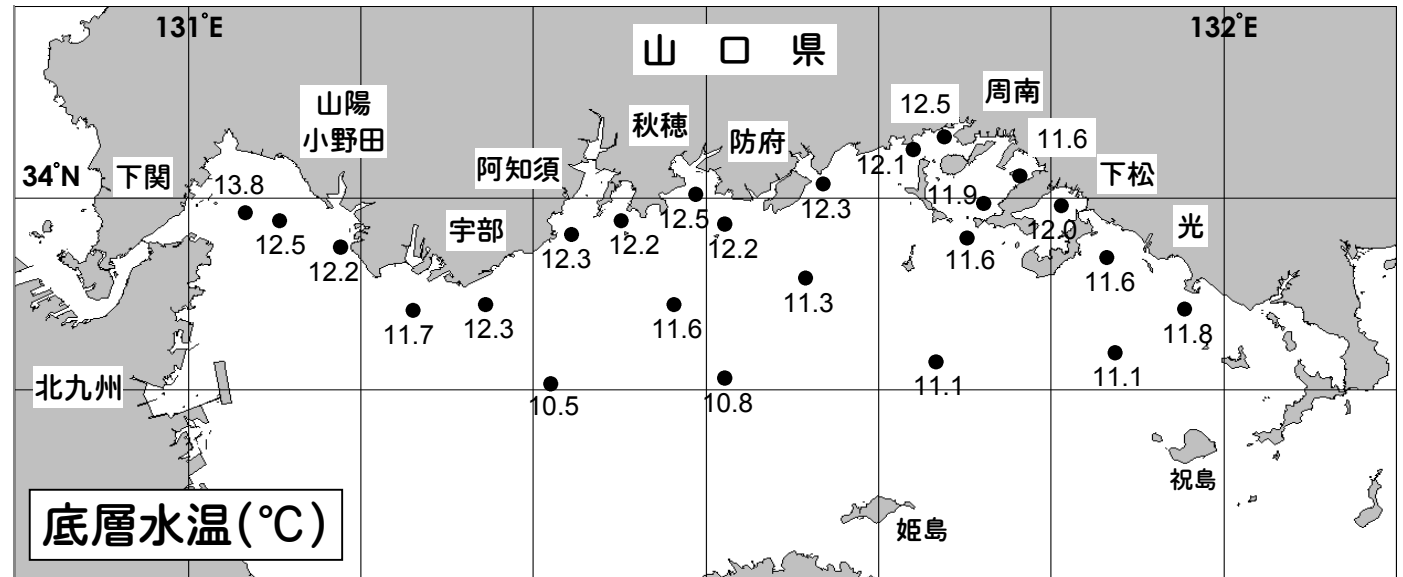 131°E
132°E
山 口 県
山陽
小野田
秋穂
防府
12.5
周南
11.6
34°N
下関
13.8
阿知須
12.1
下松
11.9
12.5
12.3
宇部
12.5
12.2
12.3
12.2
12.2
12.0
光
11.6
11.6
11.3
11.7
12.3
11.6
11.8
11.1
11.1
北九州
10.5
10.8
祝島
姫島
底層水温(℃)